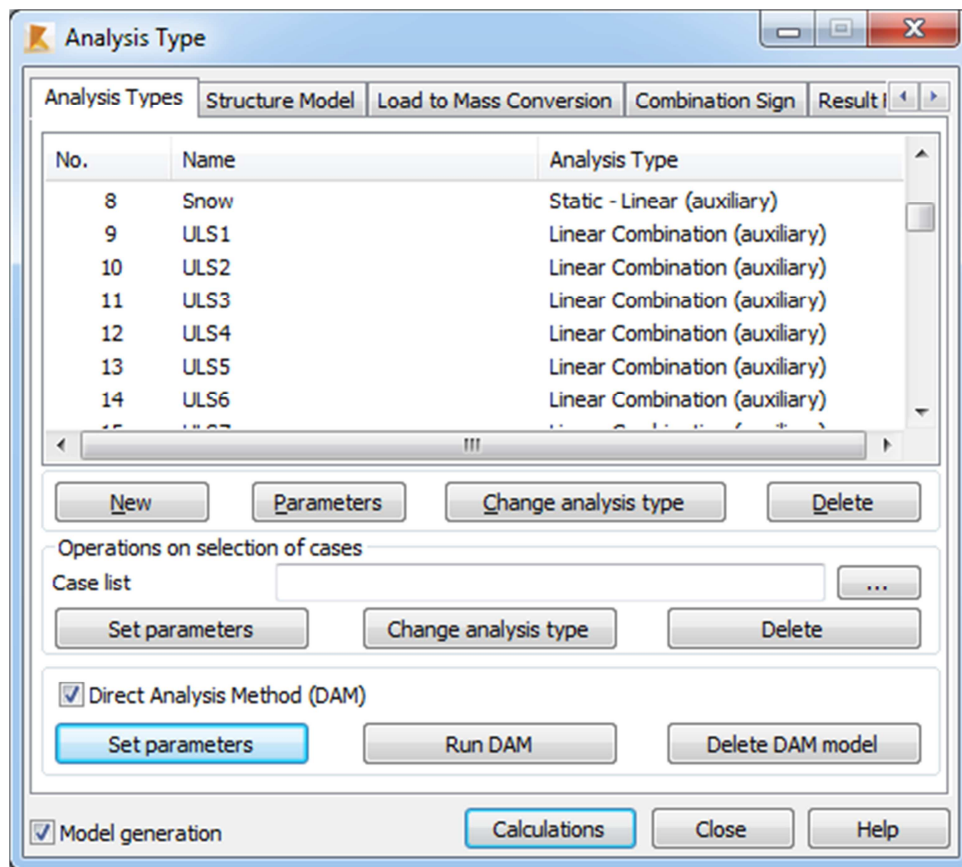 Analysis Type
Analysis Types Structure Model Load to Mass Conversion Combination Sign Result
No. Name Analysis Type
8 Snow Static - Linear (auxiliary)
9 ULS1 Linear Combination (auxiliary)
10 ULS2 Linear Combination (auxiliary)
11 ULS3 Linear Combination (auxiliary)
12 ULS4 Linear Combination (auxiliary)
13 ULS5 Linear Combination (auxiliary)
14 ULS6 Linear Combination (auxiliary)
New Parameters Change analysis type Delete
Operations on selection of cases
Case list ...
Set parameters Change analysis type Delete
Direct Analysis Method (DAM)
Set parameters Run DAM Delete DAM model
Model generation Calculations Close Help